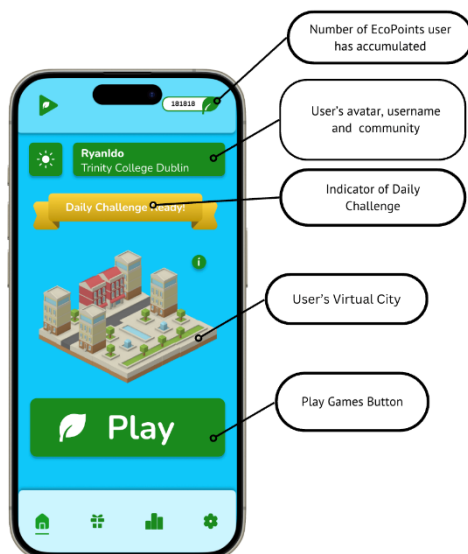 Number of EcoPoints user
has accumulated
181818
User's avatar, username
and community
RyanIdo
Trinity College Dublin
Indicator of Daily
Challenge
Daily Challenge Ready!
i
User's Virtual City
Play Games Button
Play